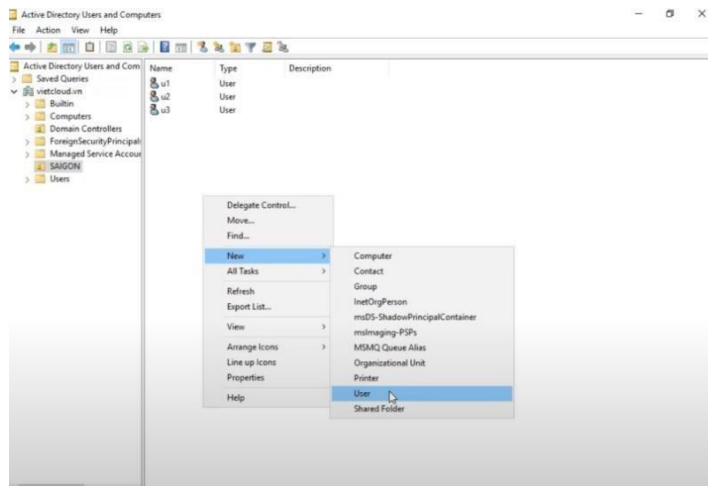 Active Directory Users and Computers
File Action View Help
Active Directory Users and Com
Saved Queries
vietcloud.vn
Builtin
Computers
Domain Controllers
ForeignSecurityPrincipals
Managed Service Accour
SAIGON
Users
Name Type Description
u1 User
u2 User
u3 User
Delegate Control...
Move...
Find...
New
All Tasks
Refresh
Export List...
View
Arrange Icons
Line up Icons
Properties
Help
Computer
Contact
Group
InetOrgPerson
msDS-ShadowPrincipalContainer
msImaging-PSPs
MSMQ Queue Alias
Organizational Unit
Printer
User
Shared Folder